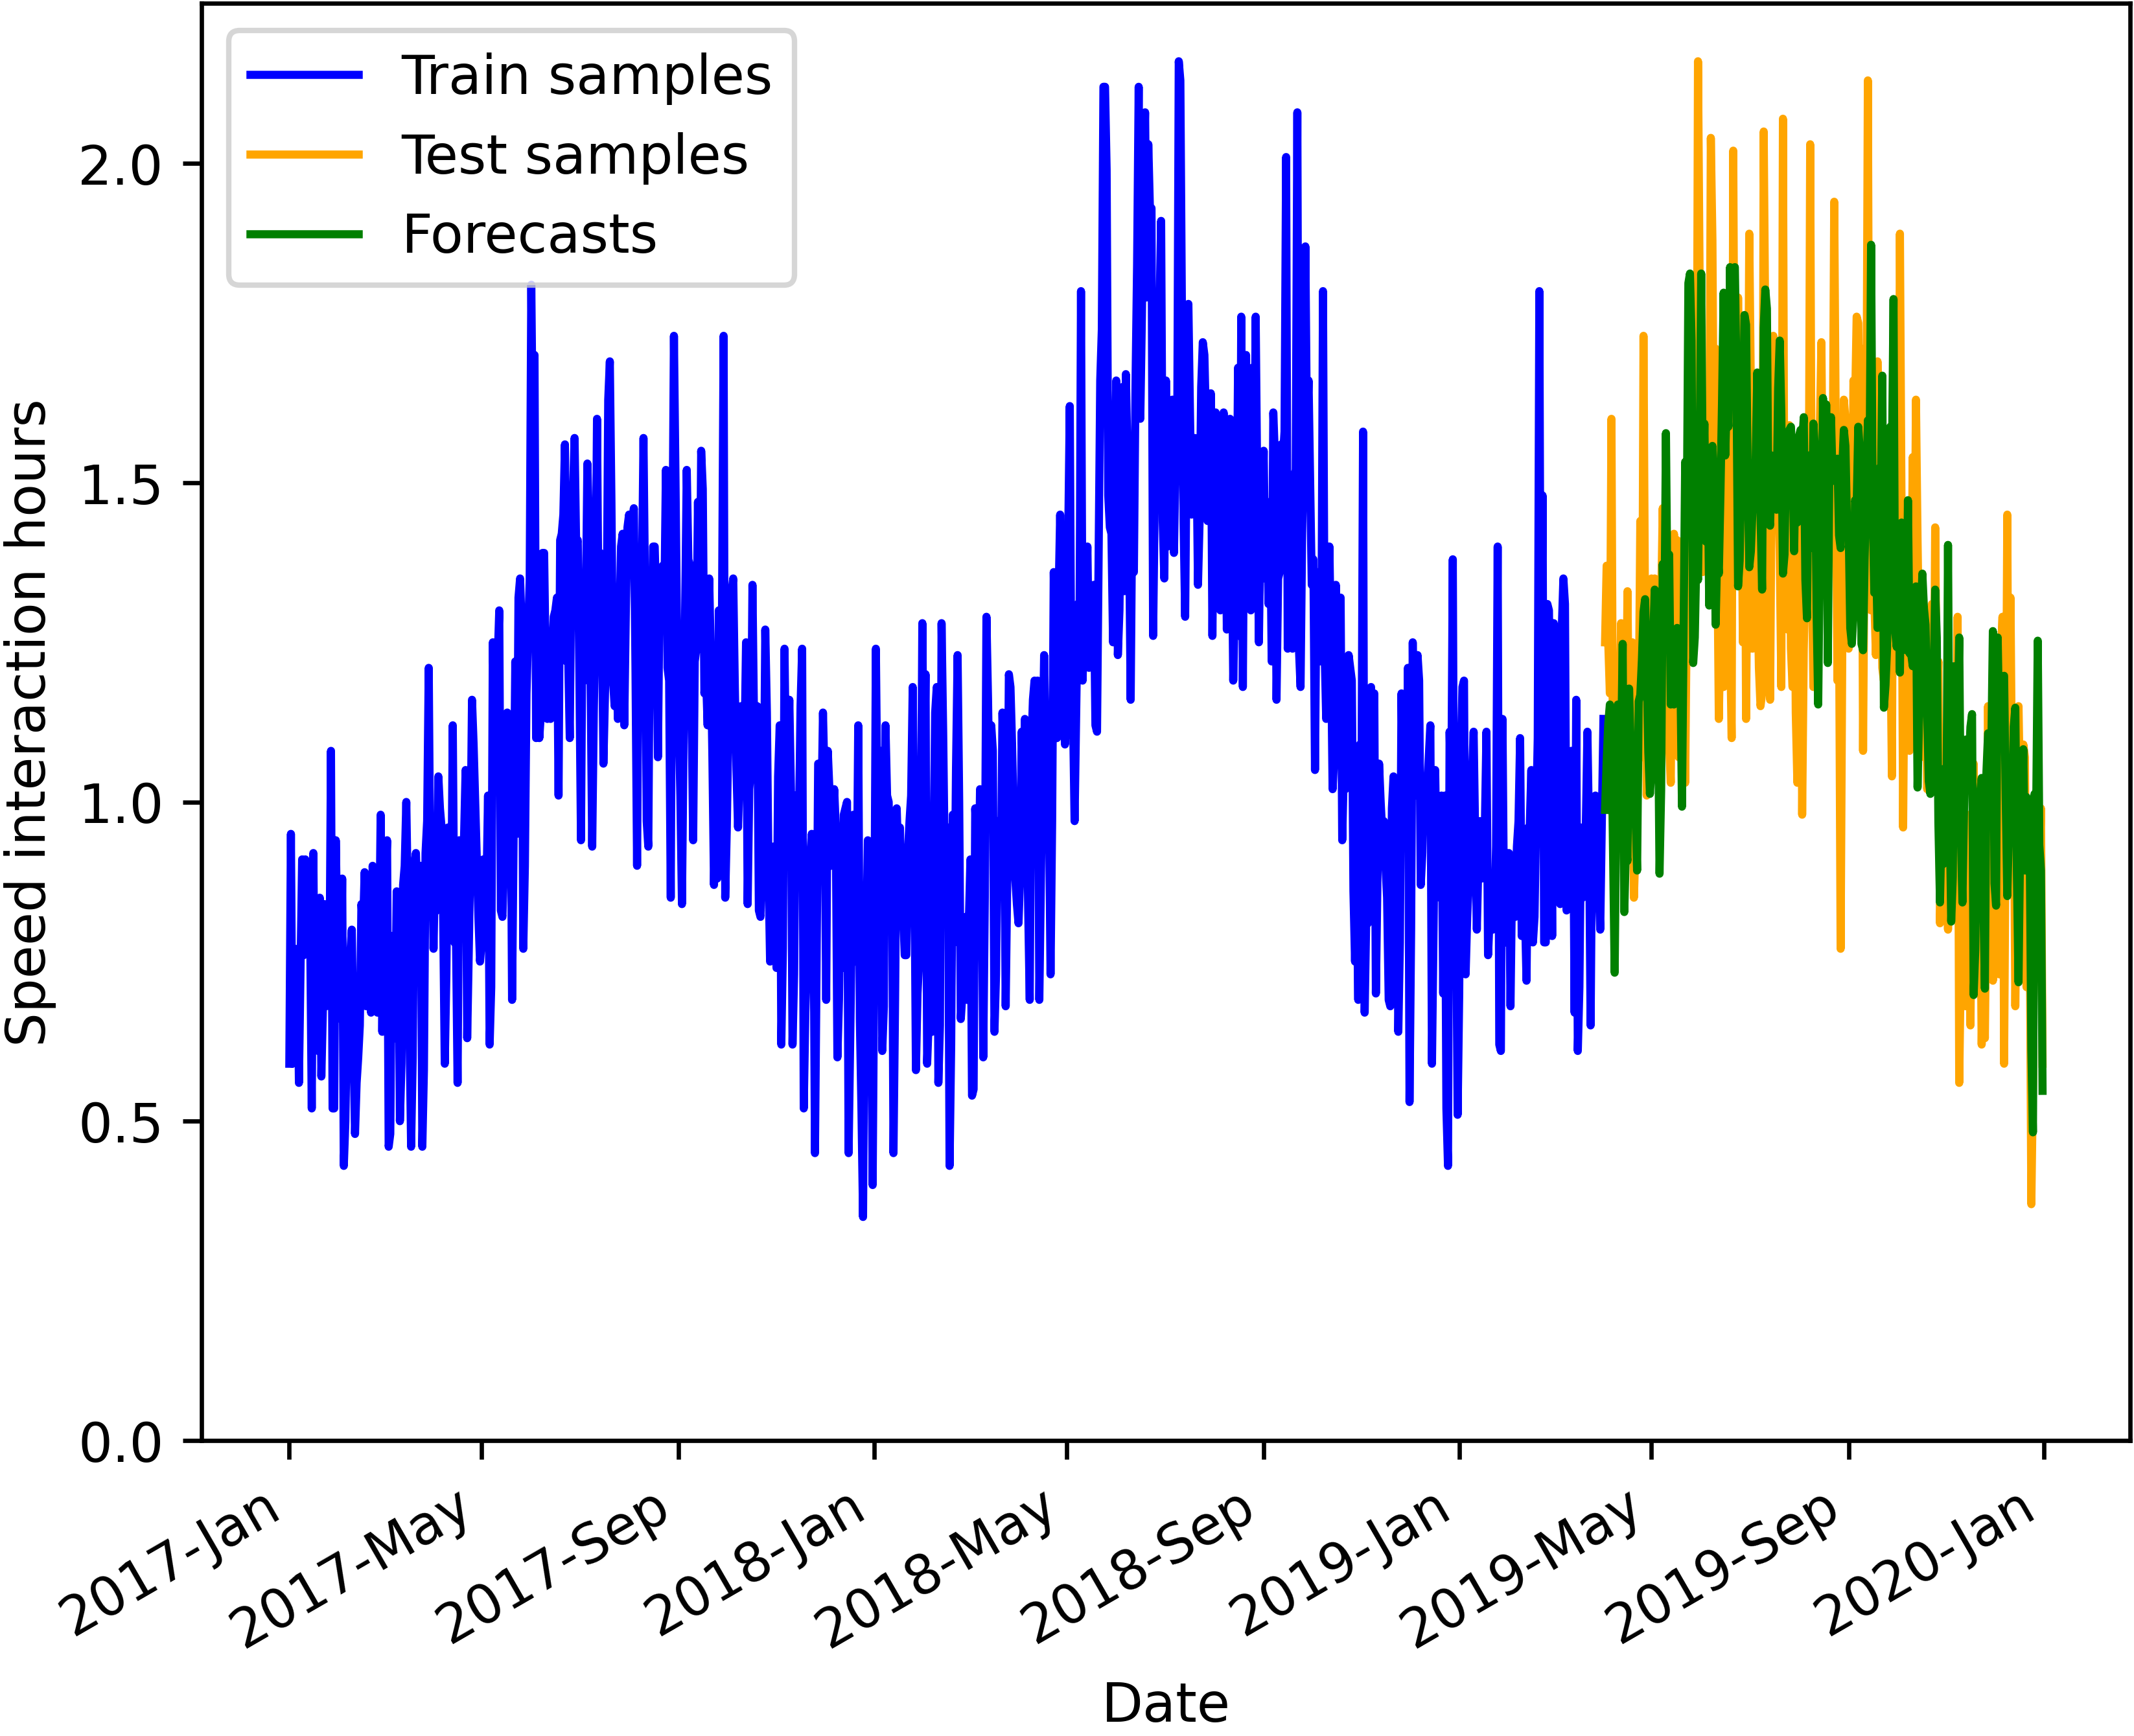 Train samples
Test samples
Forecasts
Speed interaction hours
2.0
1.5
1.0
0.5
0.0
2017-Jan
2017-May
2017-Sep
2018-Jan
2018-May
2018-Sep
2019-Jan
2019-May
2019-Sep
2020-Jan
Date